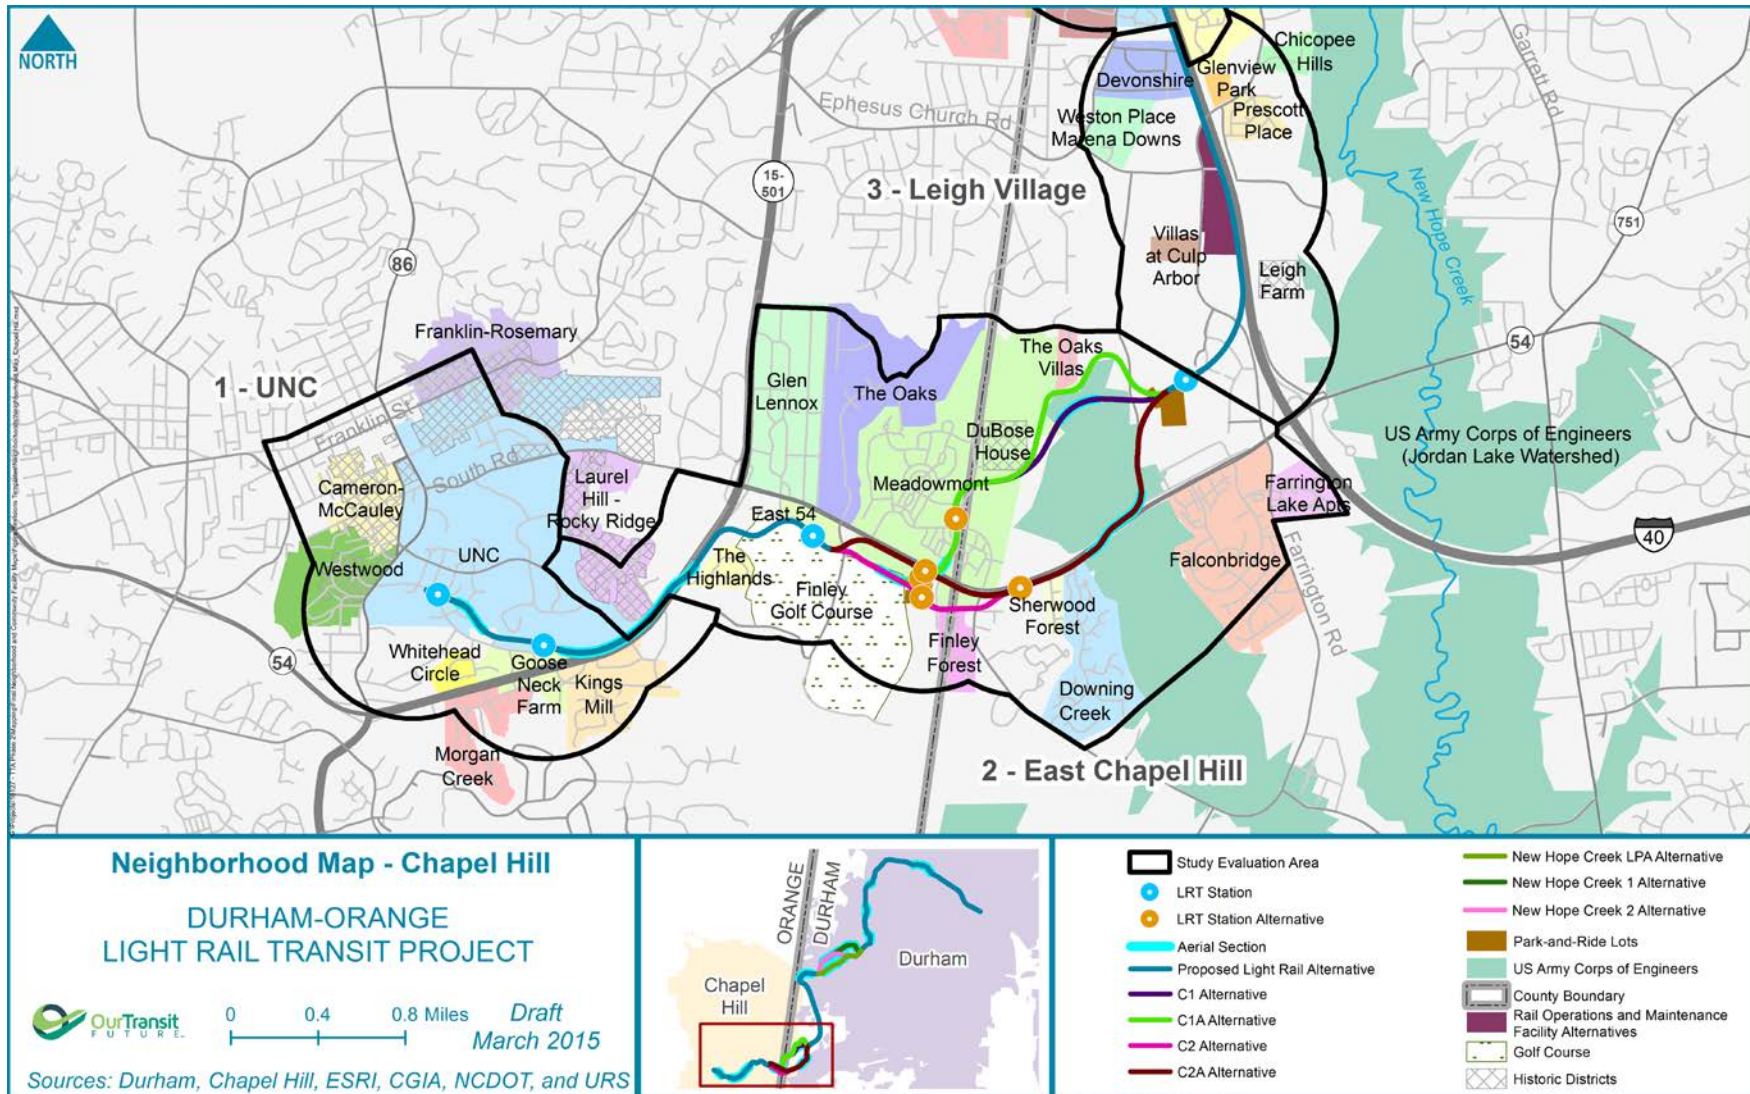 NORTH
Chicopee
Hills
Garrett Rd
Devonshire
Glenview
Park
Ephesus Church Rd
Weston Place
Marena Downs
Prescott
Place
15-
501
3 - Leigh Village
New Hope Creek
751
86
Villas
at Culp
Arbor
Leigh
Farm
Franklin-Rosemary
54
1 - UNC
The Oaks
Villas
Glen
Lennox
The Oaks
Franklin St
DuBose
House
US Army Corps of Engineers
(Jordan Lake Watershed)
South Rd
Cameron-
McCauley
Laurel
Hill -
Rocky Ridge
Meadowmont
Farrington
Lake Apts
East 54
40
UNC
Westwood
The
Highlands
Falconbridge
Farrington Rd
Finley
Golf Course
Sherwood
Forest
Whitehead
Circle
Goose
Neck
Farm
Kings
Mill
Finley
Forest
54
Downing
Creek
Morgan
Creek
2 - East Chapel Hill
Neighborhood Map - Chapel Hill
DURHAM-ORANGE
LIGHT RAIL TRANSIT PROJECT
OurTransit
FUTURE
0 0.4 0.8 Miles
Draft
March 2015
Sources: Durham, Chapel Hill, ESRI, CGIA, NCDOT, and URS
ORANGE
DURHAM
Durham
Chapel
Hill
Study Evaluation Area
LRT Station
LRT Station Alternative
Aerial Section
Proposed Light Rail Alternative
C1 Alternative
C1A Alternative
C2 Alternative
C2A Alternative
New Hope Creek LPA Alternative
New Hope Creek 1 Alternative
New Hope Creek 2 Alternative
Park-and-Ride Lots
US Army Corps of Engineers
County Boundary
Rail Operations and Maintenance
Facility Alternatives
Golf Course
Historic Districts